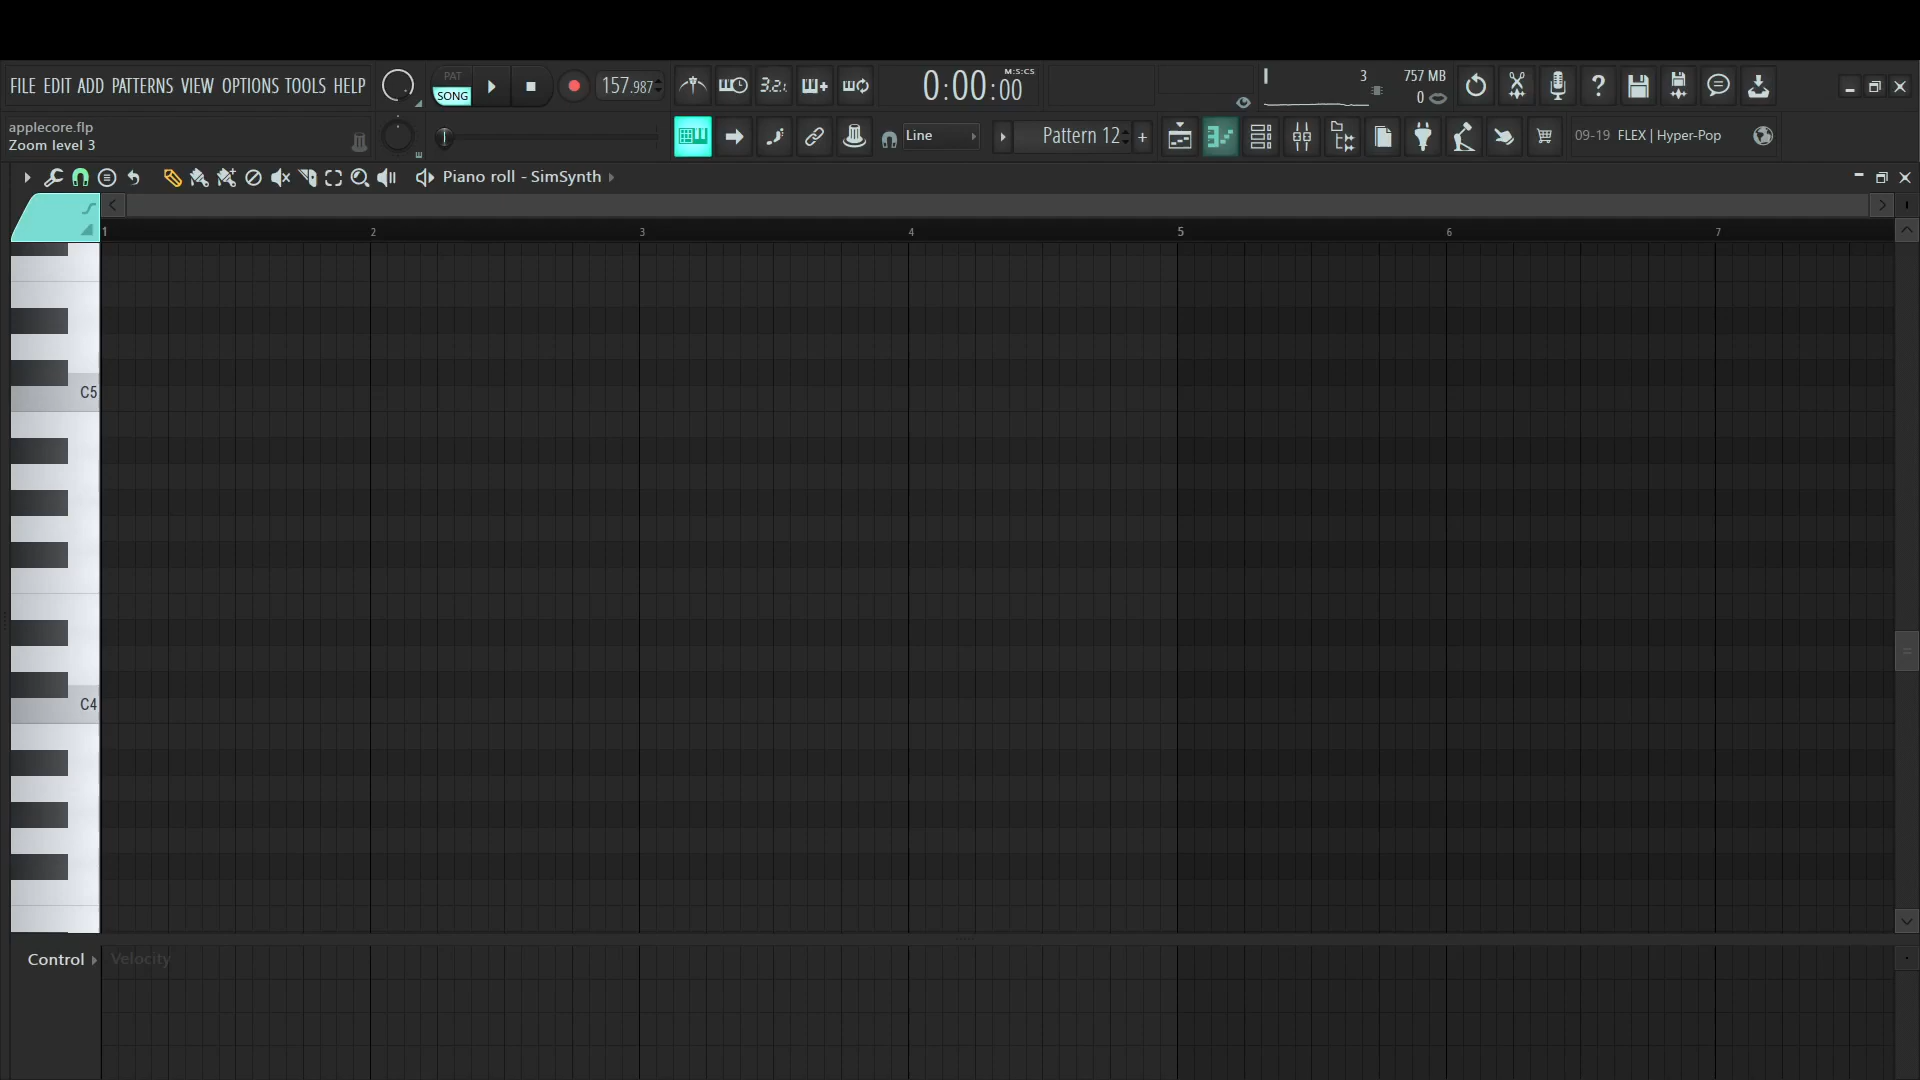 FILE EDIT ADD PATTERNS VIEW OPTIONS TOOLS HELP
PAT
SONG
157.987
3.2.
0:00:00
M:S:CS
3
757 MB
0
?
applecore.flp
Zoom level 3
Line
Pattern 12
+
09-19 FLEX | Hyper-Pop
Piano roll - SimSynth
1 2 3 4 5 6 7
C5
C4
Control
Velocity